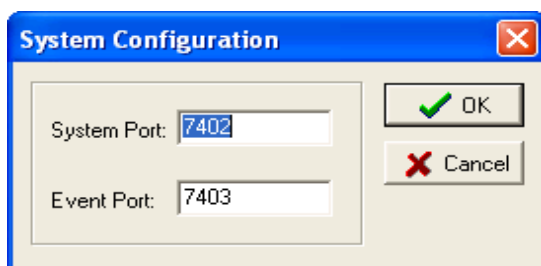 System Configuration
System Port: 7402
OK
Cancel
Event Port: 7403